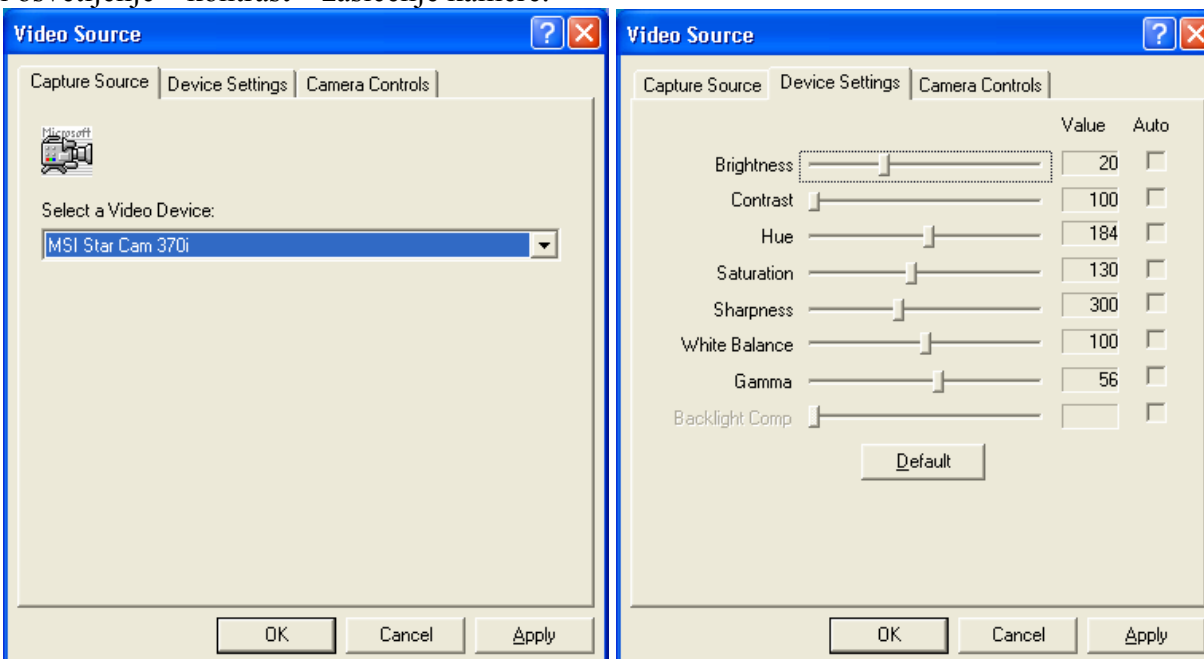 Video Source
Capture Source Device Settings Camera Controls
Microsoft
Select a Video Device:
MSI Star Cam 370i
OK Cancel Apply
Video Source
Capture Source Device Settings Camera Controls
Value Auto
Brightness 20
Contrast 100
Hue 184
Saturation 130
Sharpness 300
White Balance 100
Gamma 56
Backlight Comp
Default
OK Cancel Apply